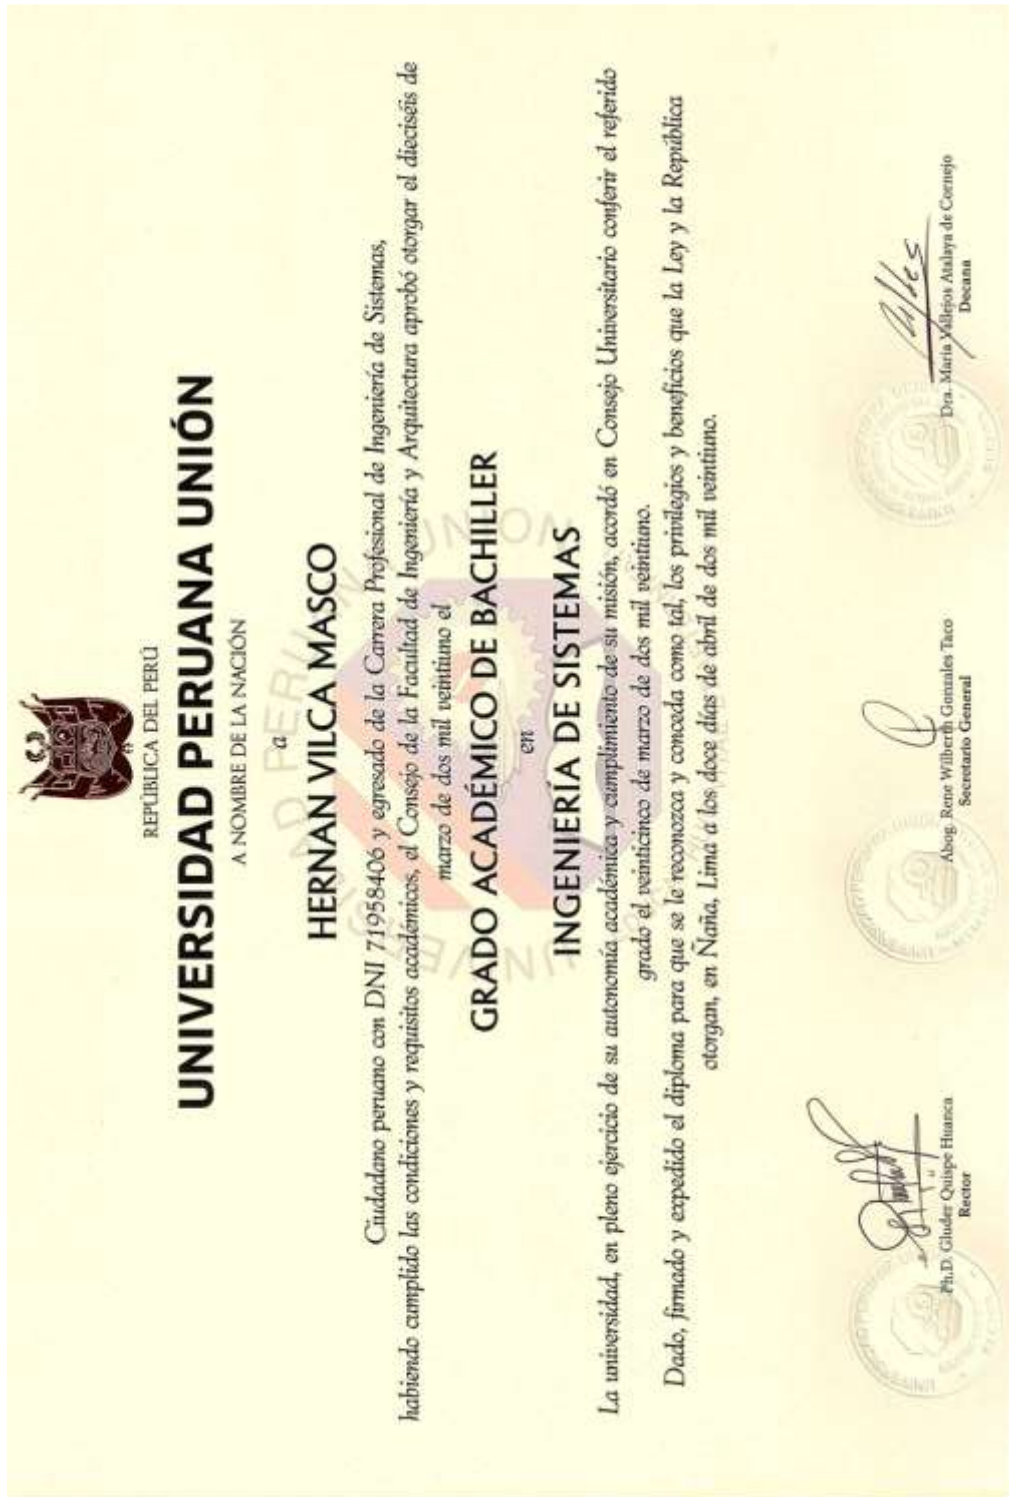 REPÚBLICA DEL PERÚ
UNIVERSIDAD PERUANA UNIÓN
A NOMBRE DE LA NACIÓN
a
HERNAN VILCA MASCO
Ciudadano peruano con DNI 71958406 y egresado de la Carrera Profesional de Ingeniería de Sistemas,
habiendo cumplido las condiciones y requisitos académicos, el Consejo de la Facultad de Ingeniería y Arquitectura aprobó otorgar el dieciséis de
marzo de dos mil veintiuno el
GRADO ACADÉMICO DE BACHILLER
en
INGENIERÍA DE SISTEMAS
La universidad, en pleno ejercicio de su autonomía académica y cumplimiento de su misión, acordó en Consejo Universitario conferir el referido
grado el veinticinco de marzo de dos mil veintiuno.
Dado, firmado y expedido el diploma para que se le reconozca y conceda como tal, los privilegios y beneficios que la Ley y la República
otorgan, en Ñaña, Lima a los doce días de abril de dos mil veintiuno.
Ph.D. Gluder Quispe Huanca
Rector
Abog. Rene Wilberth Gonzales Taco
Secretario General
Dra. Maria Vallejos Atalaya de Cornejo
Decana